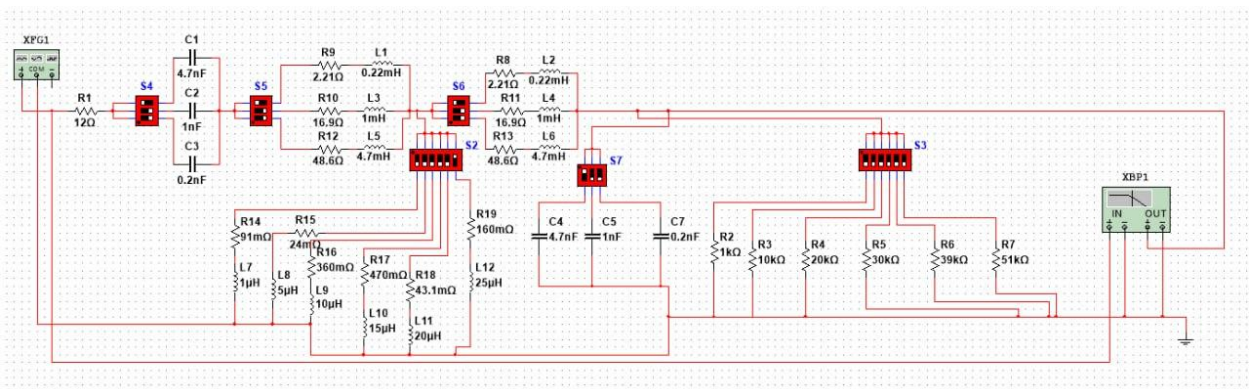 XFG1
COM
R1
12Ω
S4
C1
4.7nF
C2
1nF
C3
0.2nF
S5
R9
2.21Ω
L1
0.22mH
R10
16.9Ω
L3
1mH
R12
48.6Ω
L5
4.7mH
S6
R8
2.21Ω
L2
0.22mH
R11
16.9Ω
L4
1mH
R13
48.6Ω
L6
4.7mH
S2
S7
S3
R14
91mΩ
L7
1µH
R15
24mΩ
L8
5µH
R16
360mΩ
L9
10µH
R17
470mΩ
L10
15µH
R18
43.1mΩ
L11
20µH
R19
160mΩ
L12
25µH
C4
4.7nF
C5
1nF
C7
0.2nF
R2
1kΩ
R3
10kΩ
R4
20kΩ
R5
30kΩ
R6
39kΩ
R7
51kΩ
XBP1
IN OUT